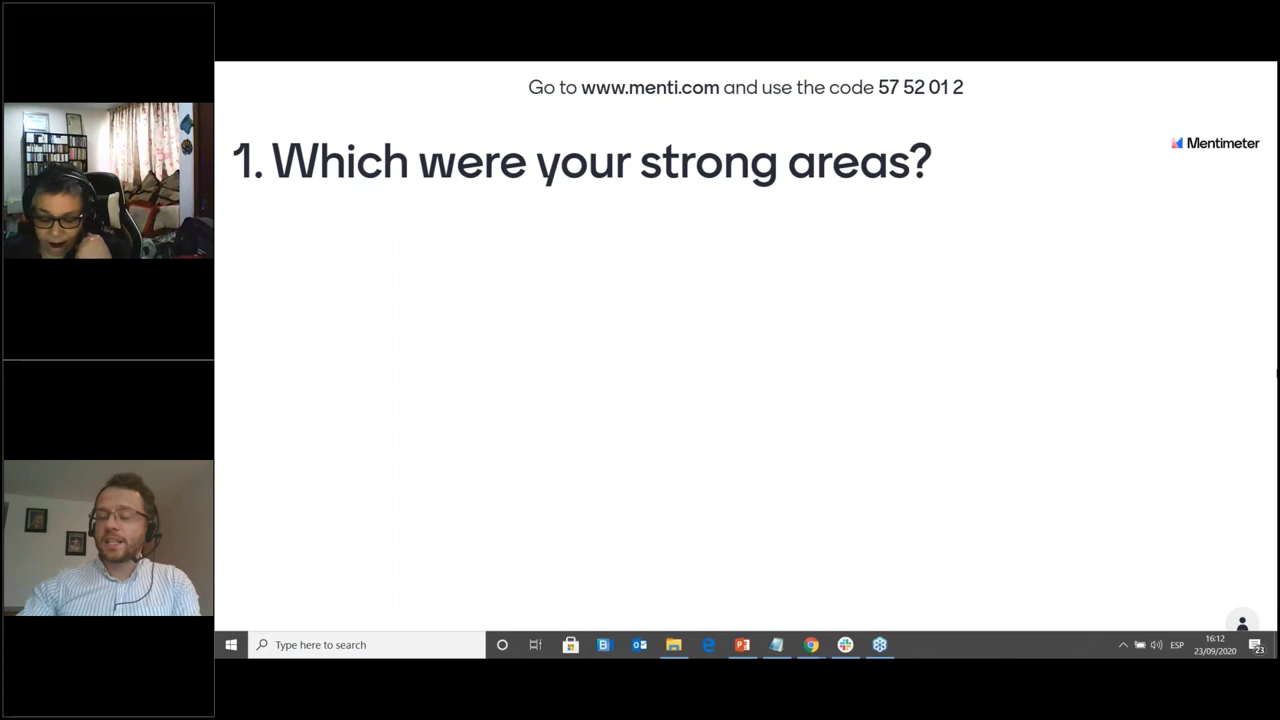 Go to www.menti.com and use the code 57 52 01 2
Mentimeter
1. Which were your strong areas?
Type here to search
ESP
16:12
23/09/2020
23